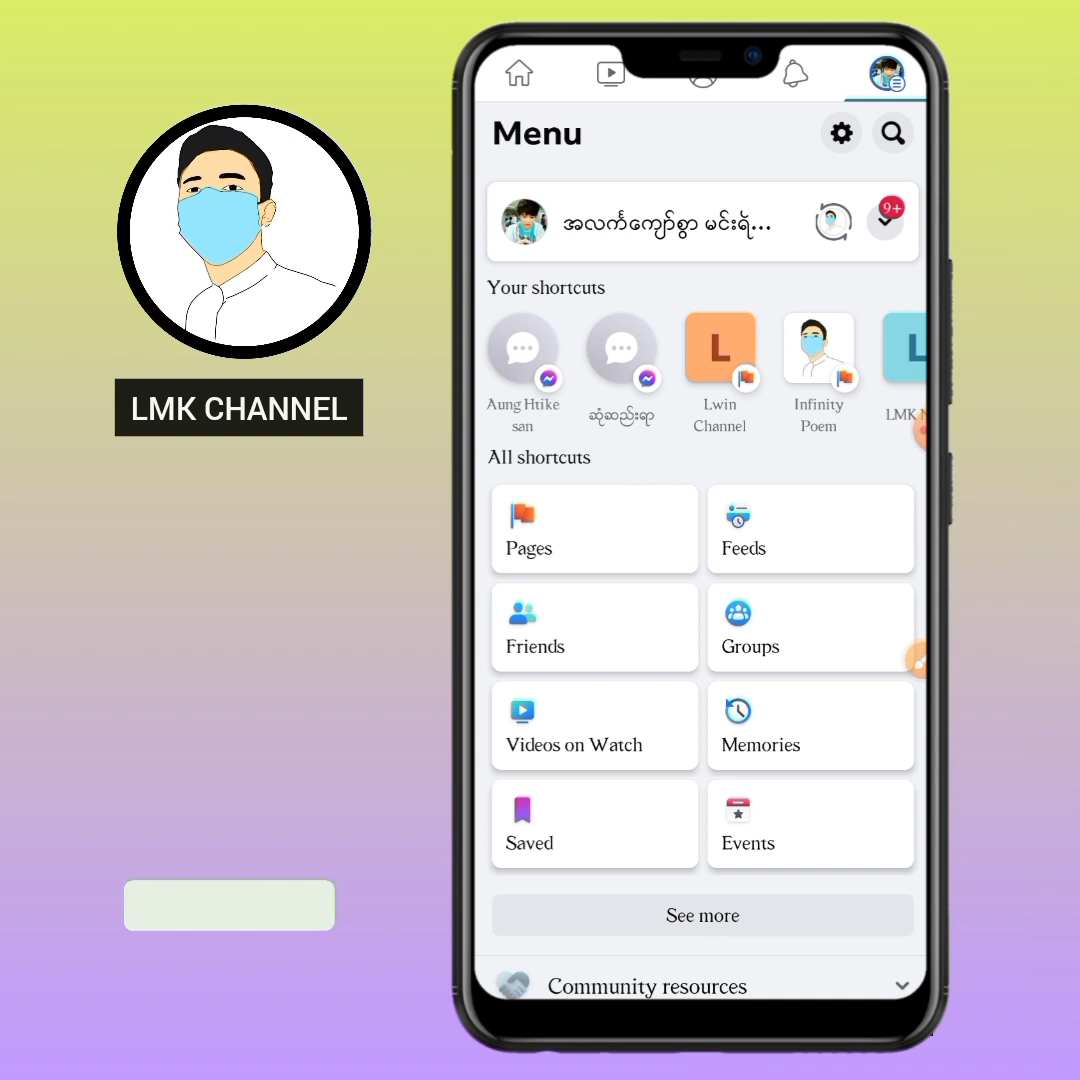 LMK CHANNEL
Menu
အလင်္ကျော်စွာ မင်းရဲ...
9+
Your shortcuts
Aung Htike
san
ဆုံဆည်းရာ
L
Lwin
Channel
Infinity
Poem
L
LMK
All shortcuts
Pages
Feeds
Friends
Groups
Videos on Watch
Memories
Saved
Events
See more
Community resources